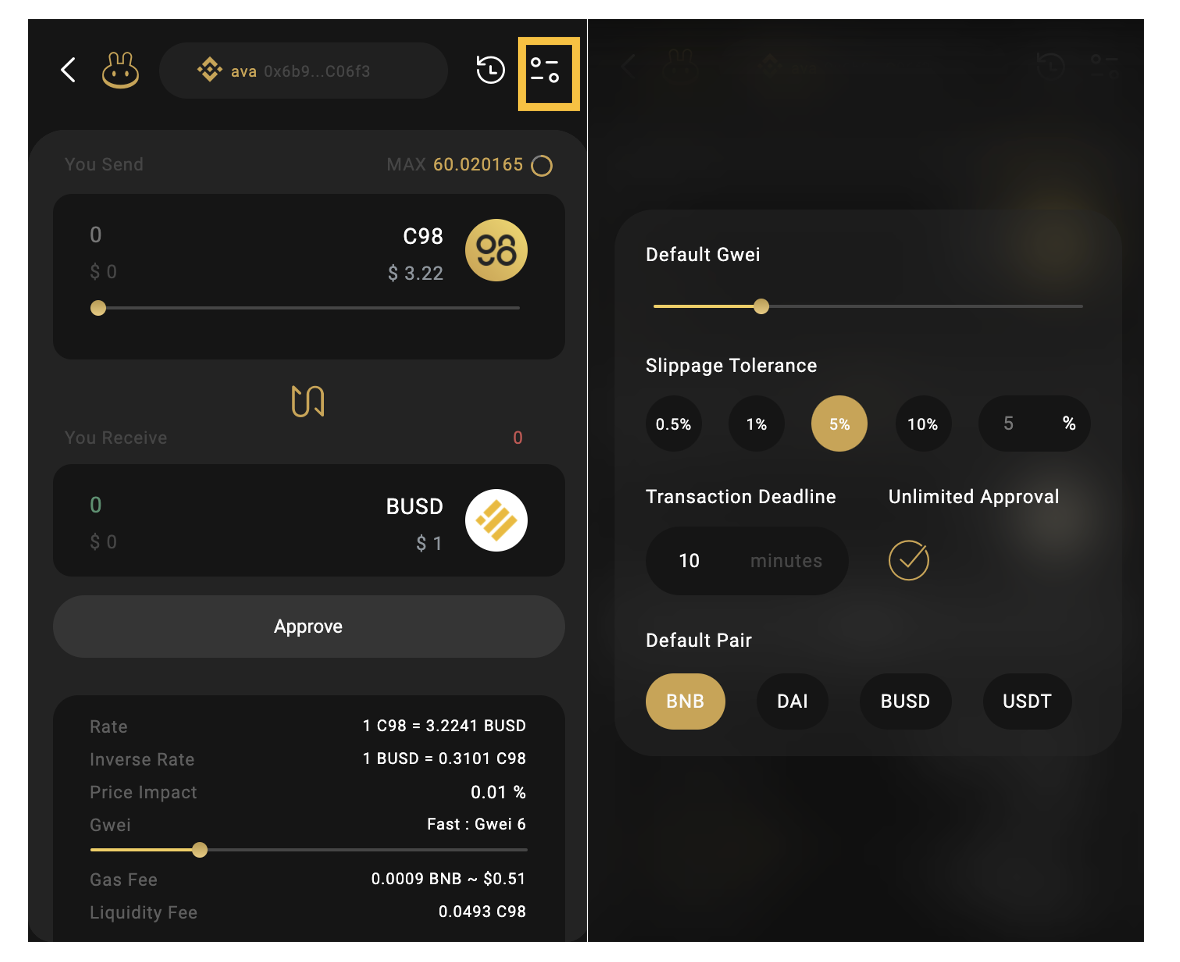 ava 0x6b9...C06f3
You Send MAX 60.020165
0 C98
$ 0 $ 3.22
You Receive 0
0 BUSD
$ 0 $ 1
Approve
Rate 1 C98 = 3.2241 BUSD
Inverse Rate 1 BUSD = 0.3101 C98
Price Impact 0.01 %
Gwei Fast : Gwei 6
Gas Fee 0.0009 BNB ~ $0.51
Liquidity Fee 0.0493 C98
Default Gwei
Slippage Tolerance
0.5% 1% 5% 10% 5 %
Transaction Deadline Unlimited Approval
10 minutes
Default Pair
BNB DAI BUSD USDT